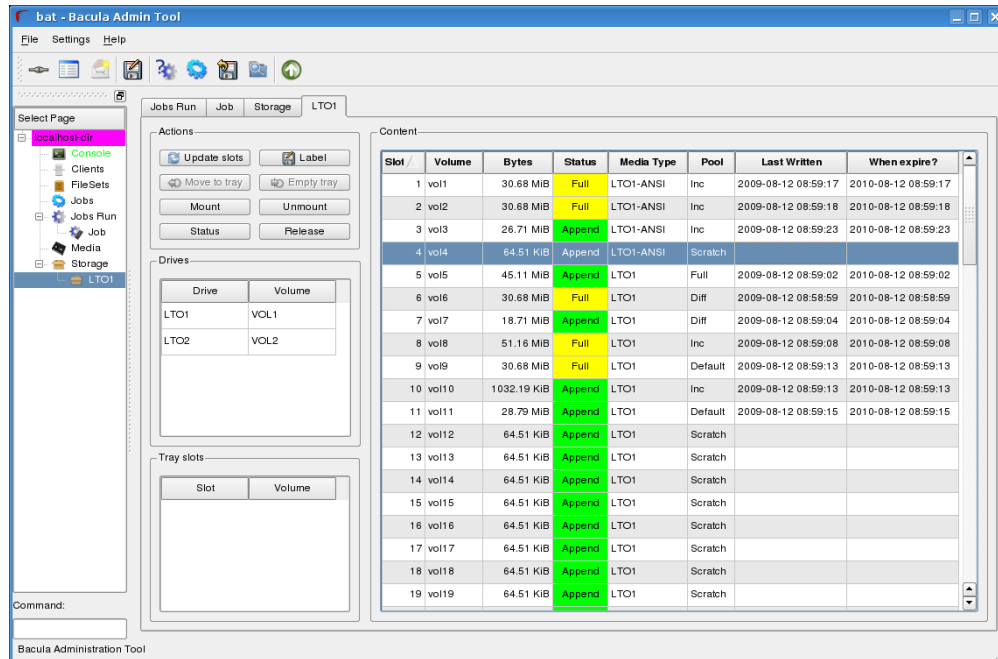 bat - Bacula Admin Tool
File Settings Help
Select Page
localhost-dir
Console
Clients
FileSets
Jobs
Jobs Run
Job
Media
Storage
LTO1
Command:
Jobs Run Job Storage LTO1
Actions
Update slots Label
Move to tray Empty tray
Mount Unmount
Status Release
Drives
Drive Volume
LTO1 VOL1
LTO2 VOL2
Tray slots
Slot Volume
Content
Slot Volume Bytes Status Media Type Pool Last Written When expire?
1 vol1 30.68 MiB Full LTO1-ANSI Inc 2009-08-12 08:59:17 2010-08-12 08:59:17
2 vol2 30.68 MiB Full LTO1-ANSI Inc 2009-08-12 08:59:18 2010-08-12 08:59:18
3 vol3 26.71 MiB Append LTO1-ANSI Inc 2009-08-12 08:59:23 2010-08-12 08:59:23
4 vol4 64.51 KiB Append LTO1-ANSI Scratch
5 vol5 45.11 MiB Append LTO1 Full 2009-08-12 08:59:02 2010-08-12 08:59:02
6 vol6 30.68 MiB Full LTO1 Diff 2009-08-12 08:58:59 2010-08-12 08:58:59
7 vol7 18.71 MiB Append LTO1 Diff 2009-08-12 08:59:04 2010-08-12 08:59:04
8 vol8 51.16 MiB Full LTO1 Inc 2009-08-12 08:59:08 2010-08-12 08:59:08
9 vol9 30.68 MiB Full LTO1 Default 2009-08-12 08:59:13 2010-08-12 08:59:13
10 vol10 1032.19 KiB Append LTO1 Inc 2009-08-12 08:59:13 2010-08-12 08:59:13
11 vol11 28.79 MiB Append LTO1 Default 2009-08-12 08:59:15 2010-08-12 08:59:15
12 vol12 64.51 KiB Append LTO1 Scratch
13 vol13 64.51 KiB Append LTO1 Scratch
14 vol14 64.51 KiB Append LTO1 Scratch
15 vol15 64.51 KiB Append LTO1 Scratch
16 vol16 64.51 KiB Append LTO1 Scratch
17 vol17 64.51 KiB Append LTO1 Scratch
18 vol18 64.51 KiB Append LTO1 Scratch
19 vol19 64.51 KiB Append LTO1 Scratch
Bacula Administration Tool